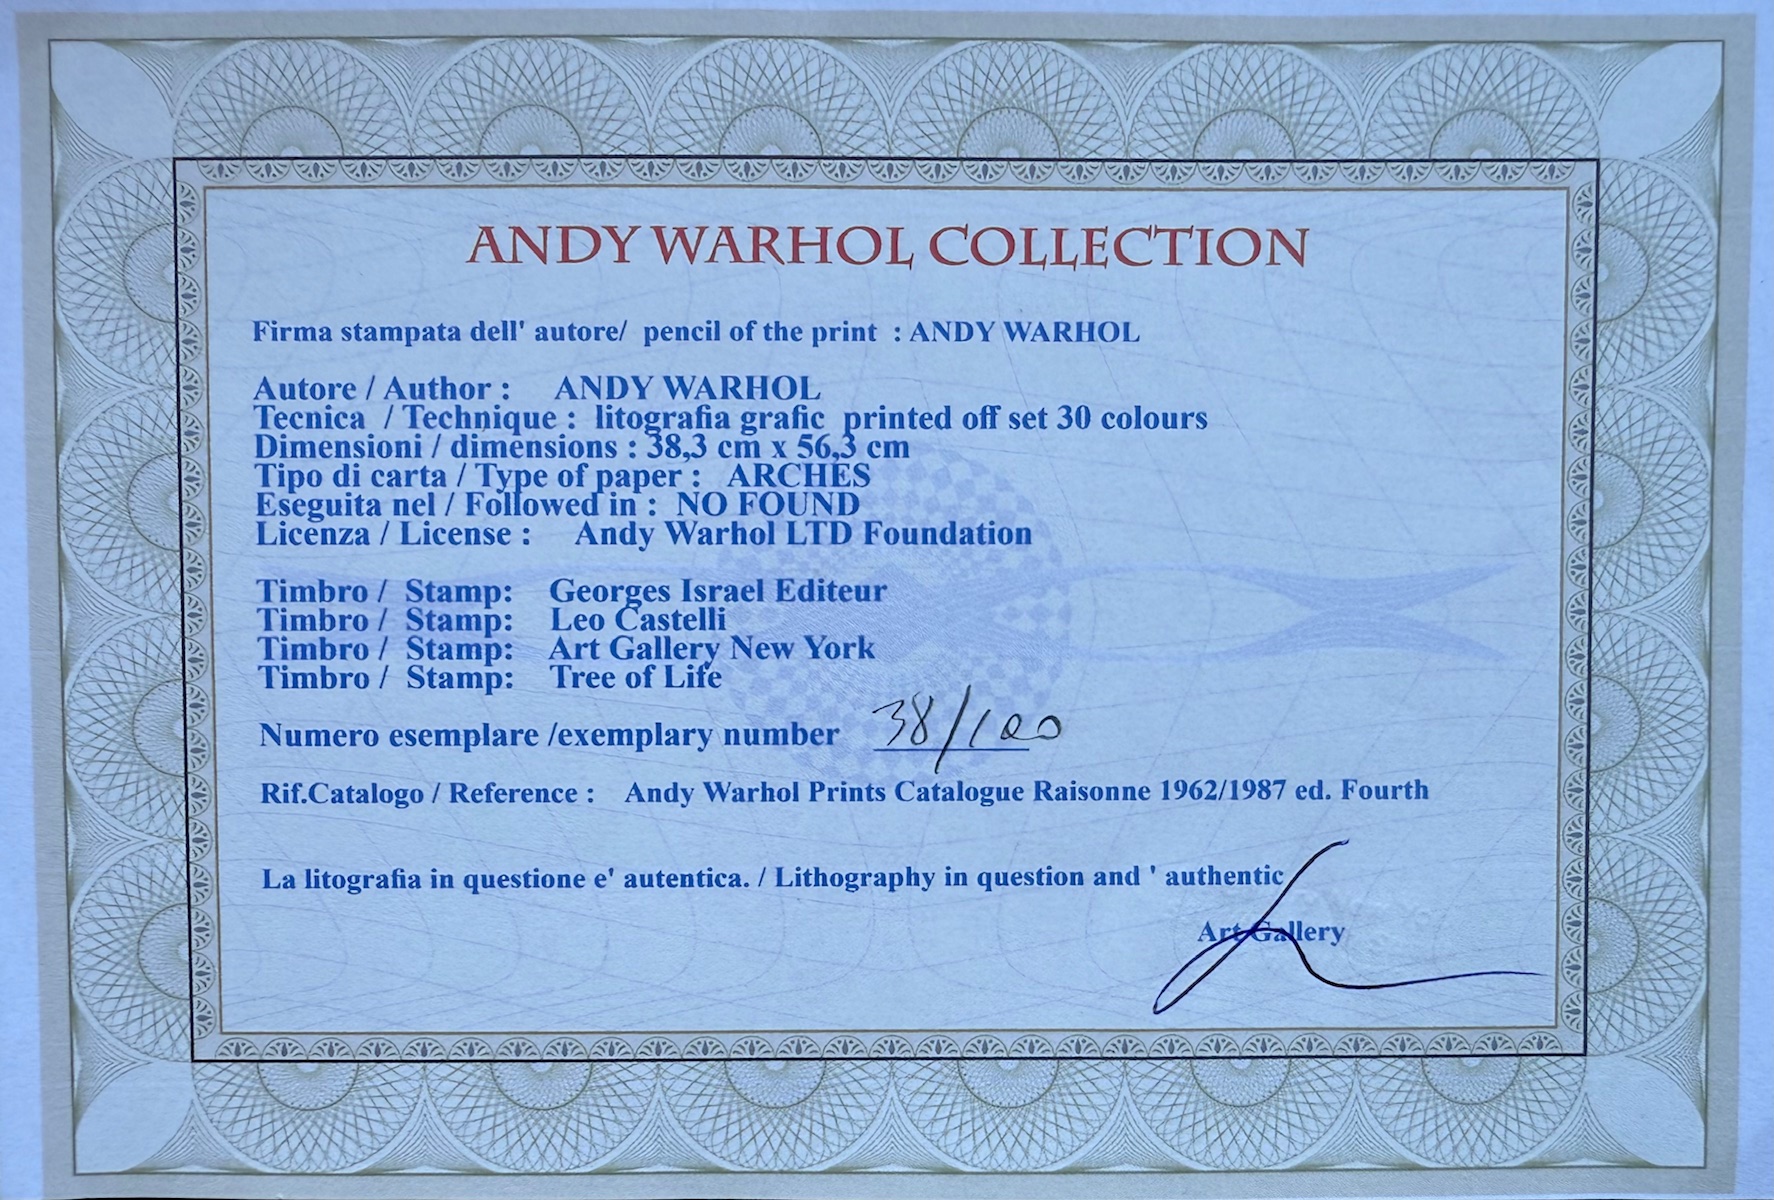 ANDY WARHOL COLLECTION
Firma stampata dell' autore/ pencil of the print : ANDY WARHOL
Autore / Author : ANDY WARHOL
Tecnica / Technique : litografia grafic printed off set 30 colours
Dimensioni / dimensions : 38,3 cm x 56,3 cm
Tipo di carta / Type of paper : ARCHES
Eseguita nel / Followed in : NO FOUND
Licenza / License : Andy Warhol LTD Foundation
Timbro / Stamp: Georges Israel Editeur
Timbro / Stamp: Leo Castelli
Timbro / Stamp: Art Gallery New York
Timbro / Stamp: Tree of Life
Numero esemplare /exemplary number 38/100
Rif.Catalogo / Reference : Andy Warhol Prints Catalogue Raisonne 1962/1987 ed. Fourth
La litografia in questione e' autentica. / Lithography in question and ' authentic
Art Gallery